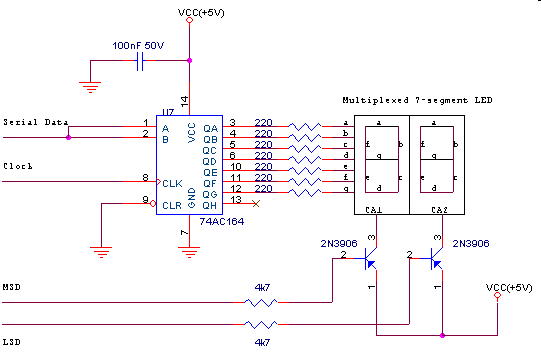 VCC(+5V)
100nF 50V
U7
14
Multiplexed 7-segment LED
Serial Data
1 A VCC QA 3 220 a a a
2 B QB 4 220 b f b f b
QC 5 220 c g g
QD 6 220 d
Clock
QE 10 220 e e c e c
8 CLK QF 11 220 f d d
9 CLR GND QG 12 220 g
QH 13
CA1 CA2
7 74AC164
3 3
2N3906 2N3906
2 2
1 1
MSD 4k7 VCC(+5V)
LSD 4k7